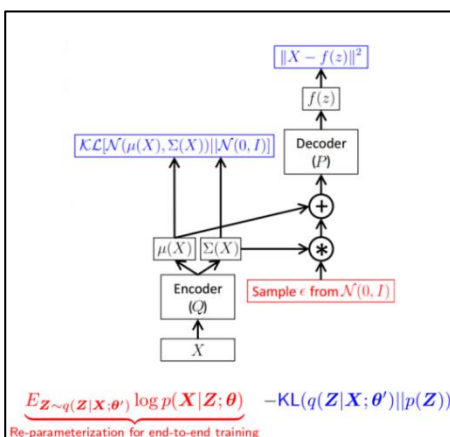 ‖X − f(z)‖²
f(z)
𝒦ℒ[𝒩(μ(X), Σ(X))||𝒩(0, I)]
Decoder
(P)
+
μ(X) Σ(X) *
Encoder
(Q)
Sample ϵ from 𝒩(0, I)
X
E_{Z∼q(Z|X;θ′)} log p(X|Z; θ) −KL(q(Z|X; θ′)||p(Z))
Re-parameterization for end-to-end training